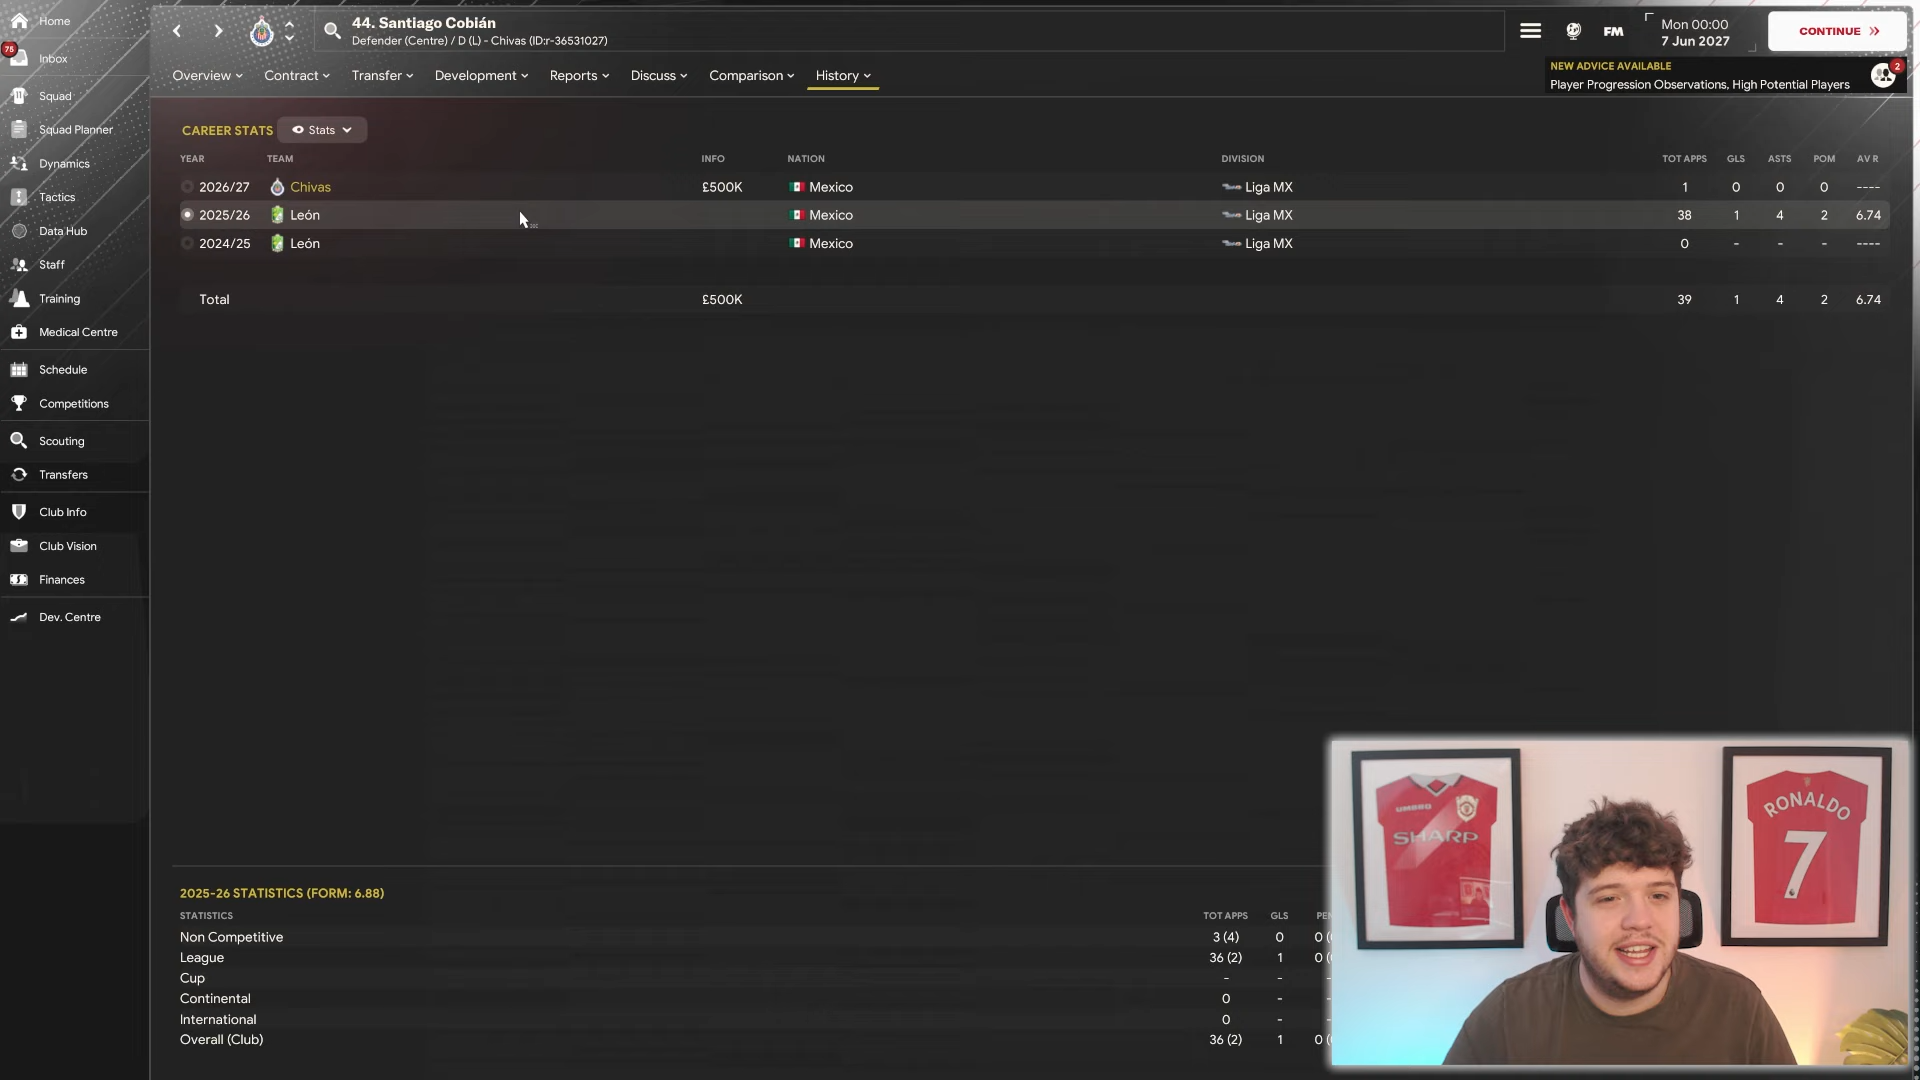 Home
76
Inbox
Squad
Squad Planner
Dynamics
Tactics
Data Hub
Staff
Training
Medical Centre
Schedule
Competitions
Scouting
Transfers
Club Info
Club Vision
Finances
Dev. Centre
44. Santiago Cobián
Defender (Centre) / D (L) - Chivas (ID:r-36531027)
FM
Mon 00:00
7 Jun 2027
CONTINUE
Overview Contract Transfer Development Reports Discuss Comparison History
NEW ADVICE AVAILABLE
Player Progression Observations, High Potential Players
2
CAREER STATS Stats
YEAR TEAM INFO NATION DIVISION TOT APPS GLS ASTS POM AV R
2026/27 Chivas £500K Mexico Liga MX 1 0 0 0 ----
2025/26 León Mexico Liga MX 38 1 4 2 6.74
2024/25 León Mexico Liga MX 0 - - - ----
Total £500K 39 1 4 2 6.74
2025-26 STATISTICS (FORM: 6.88)
STATISTICS TOT APPS GLS
Non Competitive 3 (4) 0 0 (
League 36 (2) 1 0 (
Cup - - -
Continental 0 - -
International 0 - -
Overall (Club) 36 (2) 1 0 (
UMBRO
SHARP
RONALDO
7